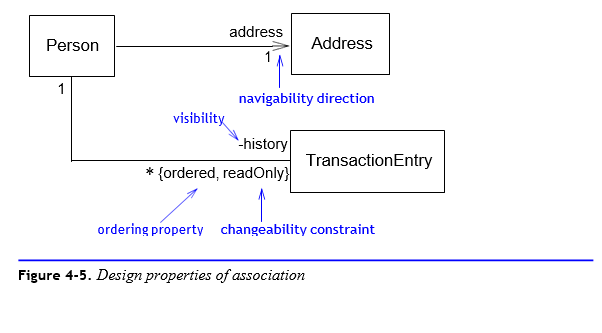 address
Person
Address
1
1
navigability direction
visibility
-history
TransactionEntry
* {ordered, readOnly}
ordering property
changeability constraint
Figure 4-5. Design properties of association